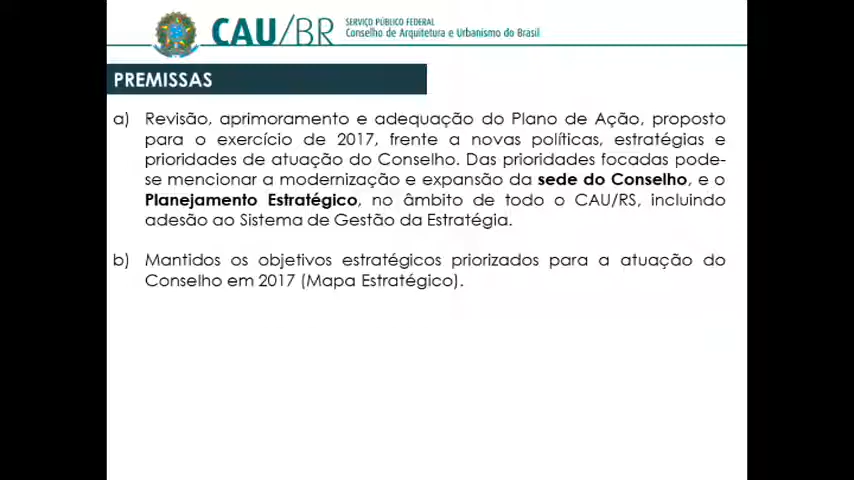 CAU/BR
SERVIÇO PÚBLICO FEDERAL
Conselho de Arquitetura e Urbanismo do Brasil
PREMISSAS
a) Revisão, aprimoramento e adequação do Plano de Ação, proposto
para o exercício de 2017, frente a novas políticas, estratégias e
prioridades de atuação do Conselho. Das prioridades focadas pode-
se mencionar a modernização e expansão da sede do Conselho, e o
Planejamento Estratégico, no âmbito de todo o CAU/RS, incluindo
adesão ao Sistema de Gestão da Estratégia.
b) Mantidos os objetivos estratégicos priorizados para a atuação do
Conselho em 2017 (Mapa Estratégico).